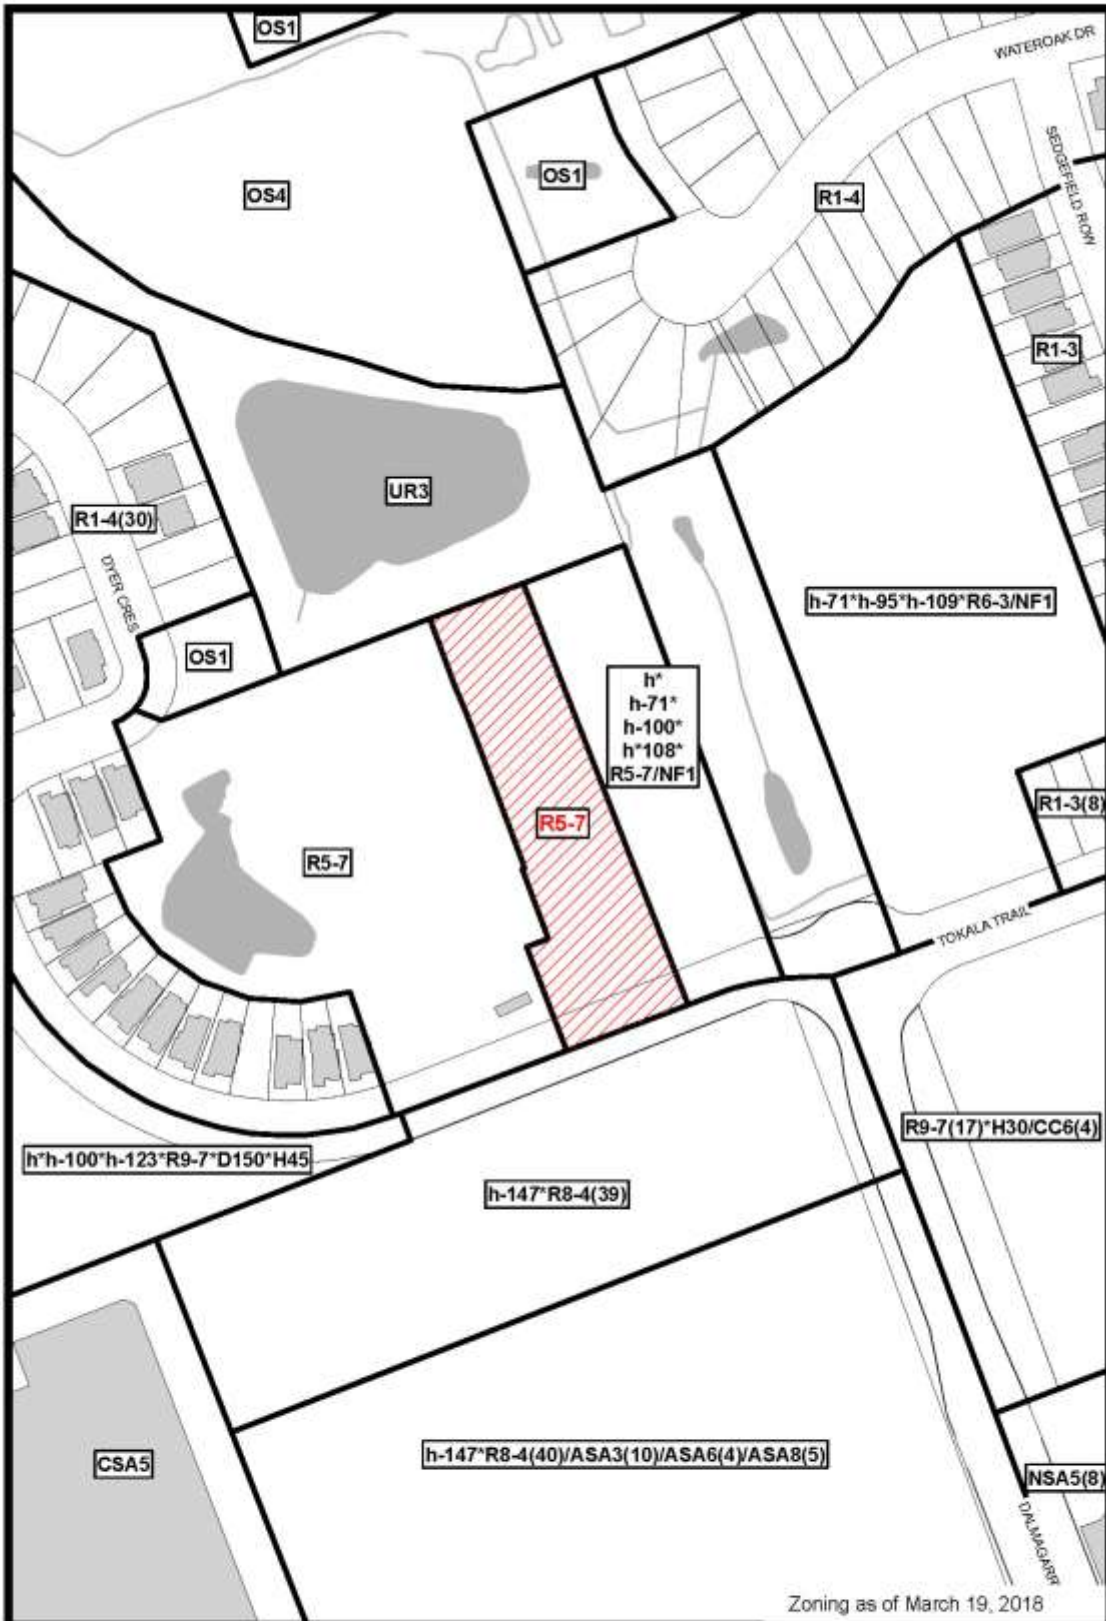 OS1
WATEROAK DR
SEDGEFIELD ROW
OS4
OS1
R1-4
R1-3
UR3
R1-4(30)
DYER CRES
h-71*h-95*h-109*R6-3/NF1
OS1
h*
h-71*
h-100*
h*108*
R5-7/NF1
R1-3(8)
R5-7
R5-7
TOKALA TRAIL
R9-7(17)*H30/CC6(4)
h*h-100*h-123*R9-7*D150*H45
h-147*R8-4(39)
CSA5
h-147*R8-4(40)/ASA3(10)/ASA6(4)/ASA8(5)
NSA5(8)
DALMAGARR
Zoning as of March 19, 2018